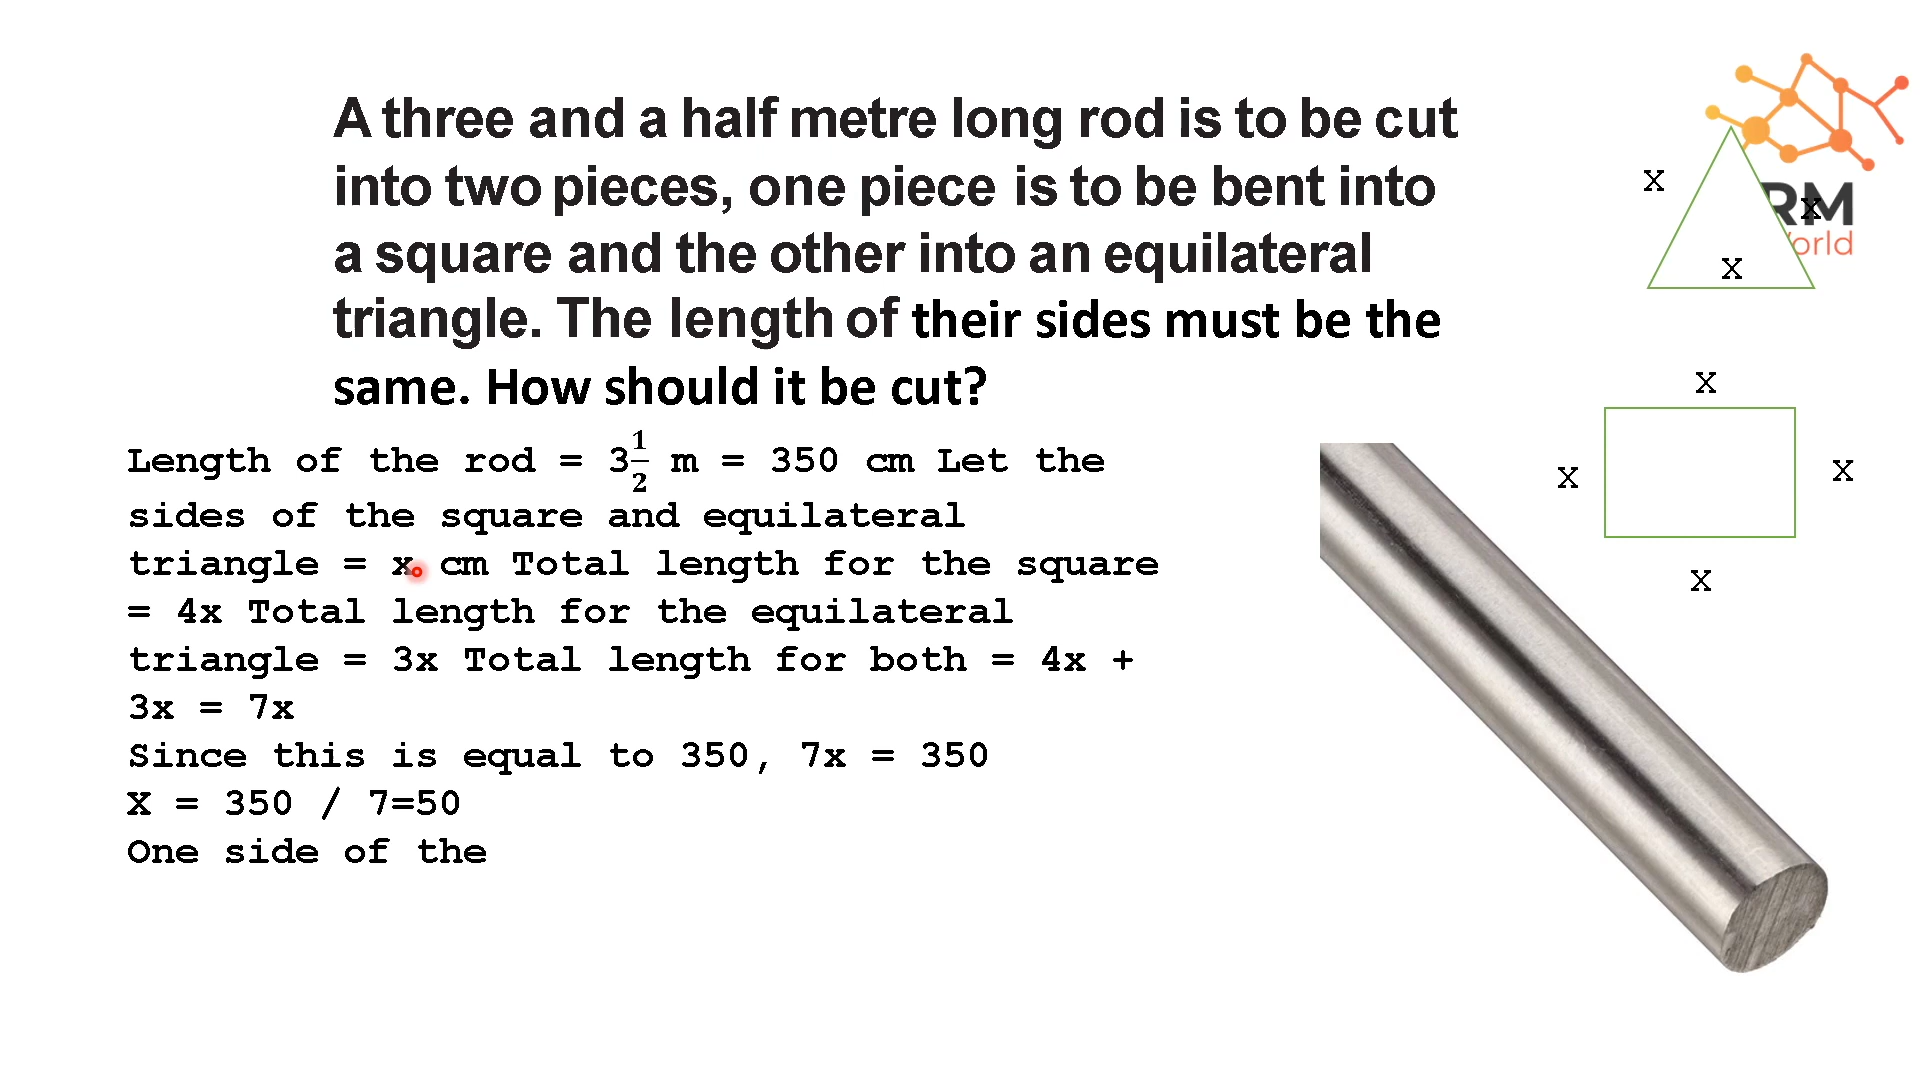 A three and a half metre long rod is to be cut
into two pieces, one piece is to be bent into
a square and the other into an equilateral
triangle. The length of their sides must be the
same. How should it be cut?
Length of the rod = 3 1/2 m = 350 cm Let the
sides of the square and equilateral
triangle = x cm Total length for the square
= 4x Total length for the equilateral
triangle = 3x Total length for both = 4x +
3x = 7x
Since this is equal to 350, 7x = 350
X = 350 / 7=50
One side of the
x
x
RM
orld
x
x
x
x
x